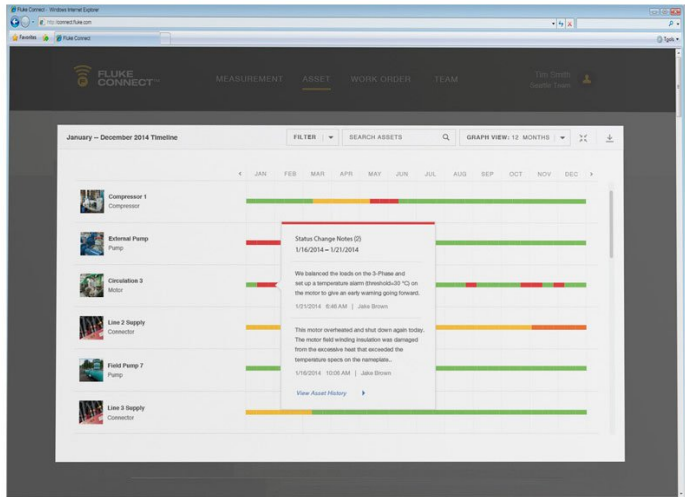 Fluke Connect - Windows Internet Explorer
http://connect.fluke.com
Favorites
Fluke Connect
Tools
FLUKE CONNECT™
MEASUREMENT ASSET WORK ORDER TEAM
Tim Smith
Seattle Town
January – December 2014 Timeline
FILTER
SEARCH ASSETS
GRAPH VIEW: 12 MONTHS
JAN FEB MAR APR MAY JUN JUL AUG SEP OCT NOV DEC
Compressor 1
Compressor
External Pump
Pump
Circulation 3
Motor
Line 2 Supply
Connector
Field Pump 7
Pump
Line 3 Supply
Connector
Status Change Notes (2)
1/16/2014 – 1/21/2014
We balanced the loads on the 3-Phase and
set up a temperature alarm (threshold=30 °C) on
the motor to give an early warning going forward.
1/21/2014 6:46 AM | Jake Brown
This motor overheated and shut down again today.
The motor field winding insulation was damaged
from the excessive heat that exceeded the
temperature specs on the nameplate..
1/16/2014 10:05 AM | Jake Brown
View Asset History